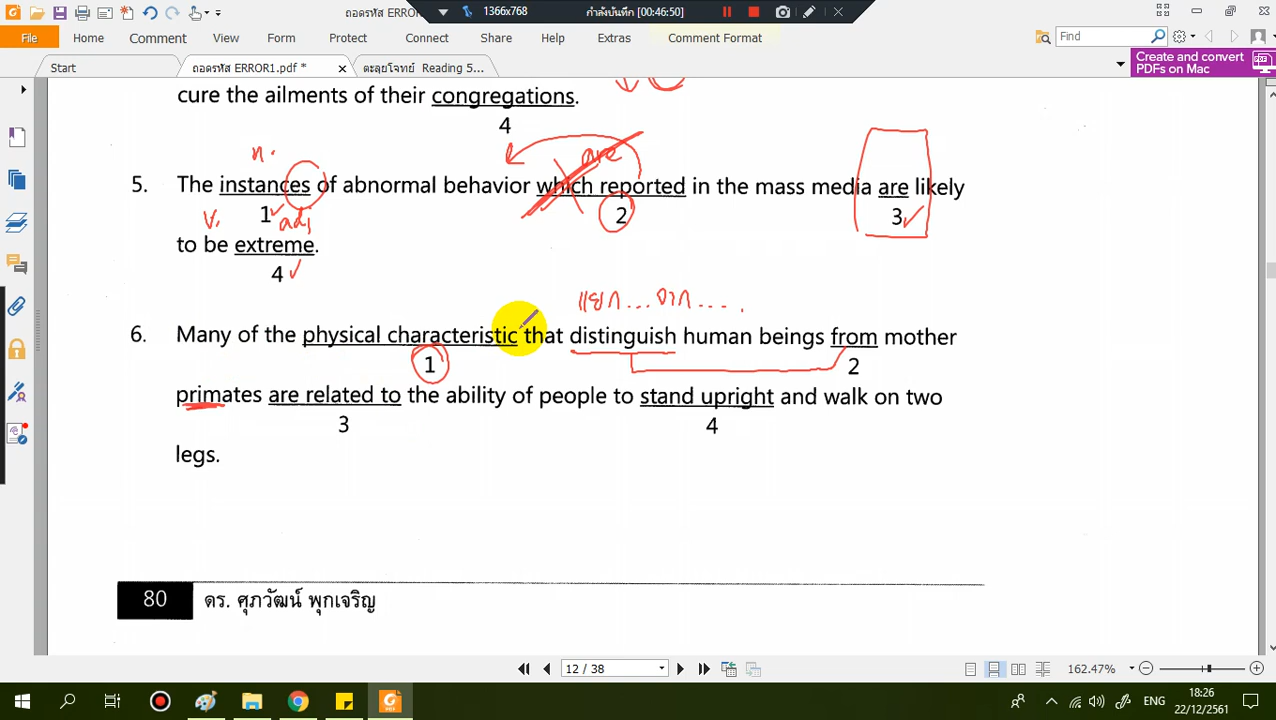 ถอดรหัส ERROR
1366x768
กำลังบันทึก [00:46:50]
File Home Comment View Form Protect Connect Share Help Extras Comment Format
Find
Start
ถอดรหัส ERROR1.pdf *
ตะลุยโจทย์ Reading 5...
Create and convert
PDFs on Mac
cure the ailments of their congregations.
4
n.
are
5. The instances of abnormal behavior which reported in the mass media are likely
1 2 3
v. adj
to be extreme.
4
แยก ... จาก ....
6. Many of the physical characteristic that distinguish human beings from mother
1 2
primates are related to the ability of people to stand upright and walk on two
3 4
legs.
80 ดร. ศุภวัฒน์ พุกเจริญ
12 / 38
162.47%
ENG
18:26
22/12/2561